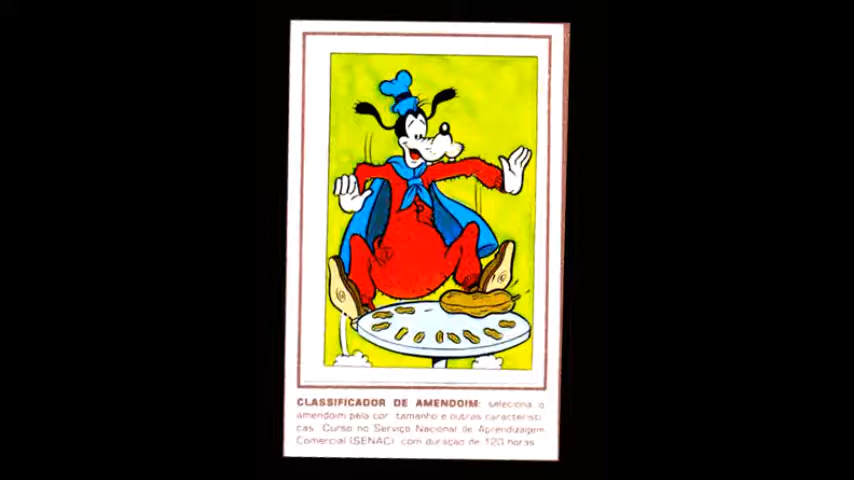 CLASSIFICADOR DE AMENDOIM: seleciona o
amendoim pela cor, tamanho e outras característi-
cas. Curso no Serviço Nacional de Aprendizagem
Comercial (SENAC), com duração de 120 horas.